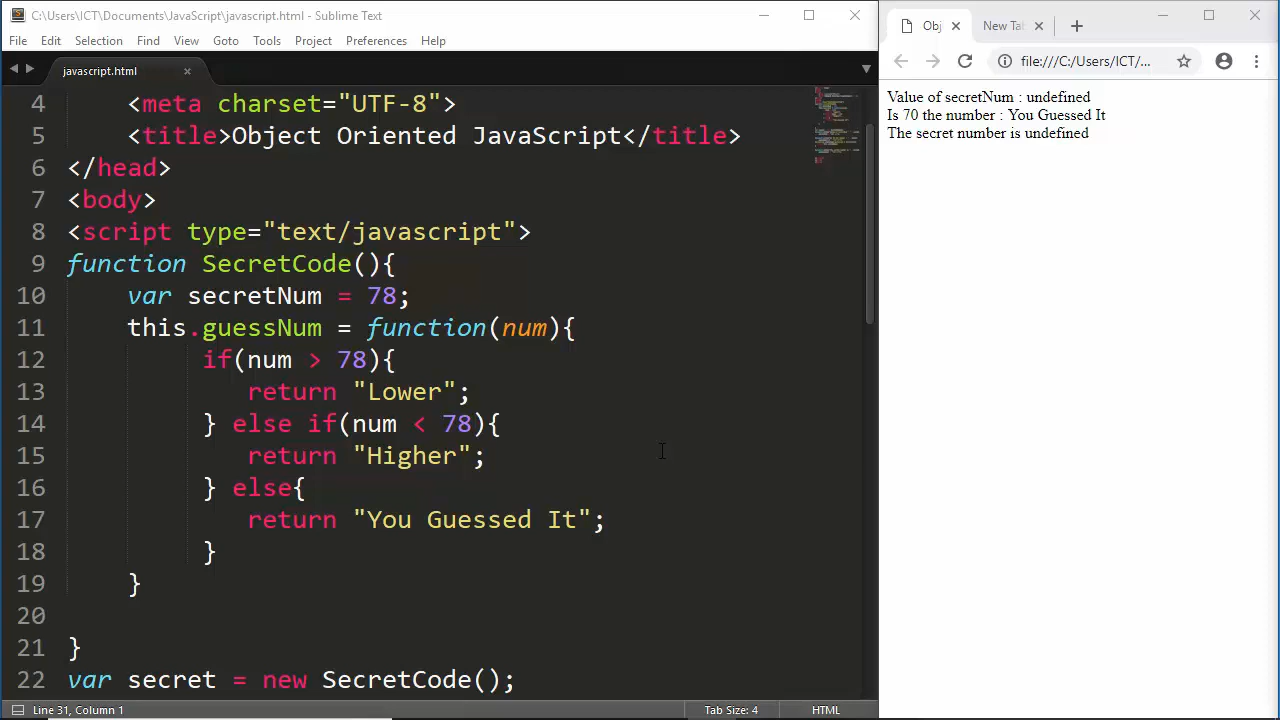 C:\Users\ICT\Documents\JavaScript\javascript.html - Sublime Text
File Edit Selection Find View Goto Tools Project Preferences Help
javascript.html
4 <meta charset="UTF-8">
5 <title>Object Oriented JavaScript</title>
6 </head>
7 <body>
8 <script type="text/javascript">
9 function SecretCode(){
10 var secretNum = 78;
11 this.guessNum = function(num){
12 if(num > 78){
13 return "Lower";
14 } else if(num < 78){
15 return "Higher";
16 } else{
17 return "You Guessed It";
18 }
19 }
20
21 }
22 var secret = new SecretCode();
Line 31, Column 1 Tab Size: 4 HTML
Obj New Tab
file:///C:/Users/ICT/...
Value of secretNum : undefined
Is 70 the number : You Guessed It
The secret number is undefined